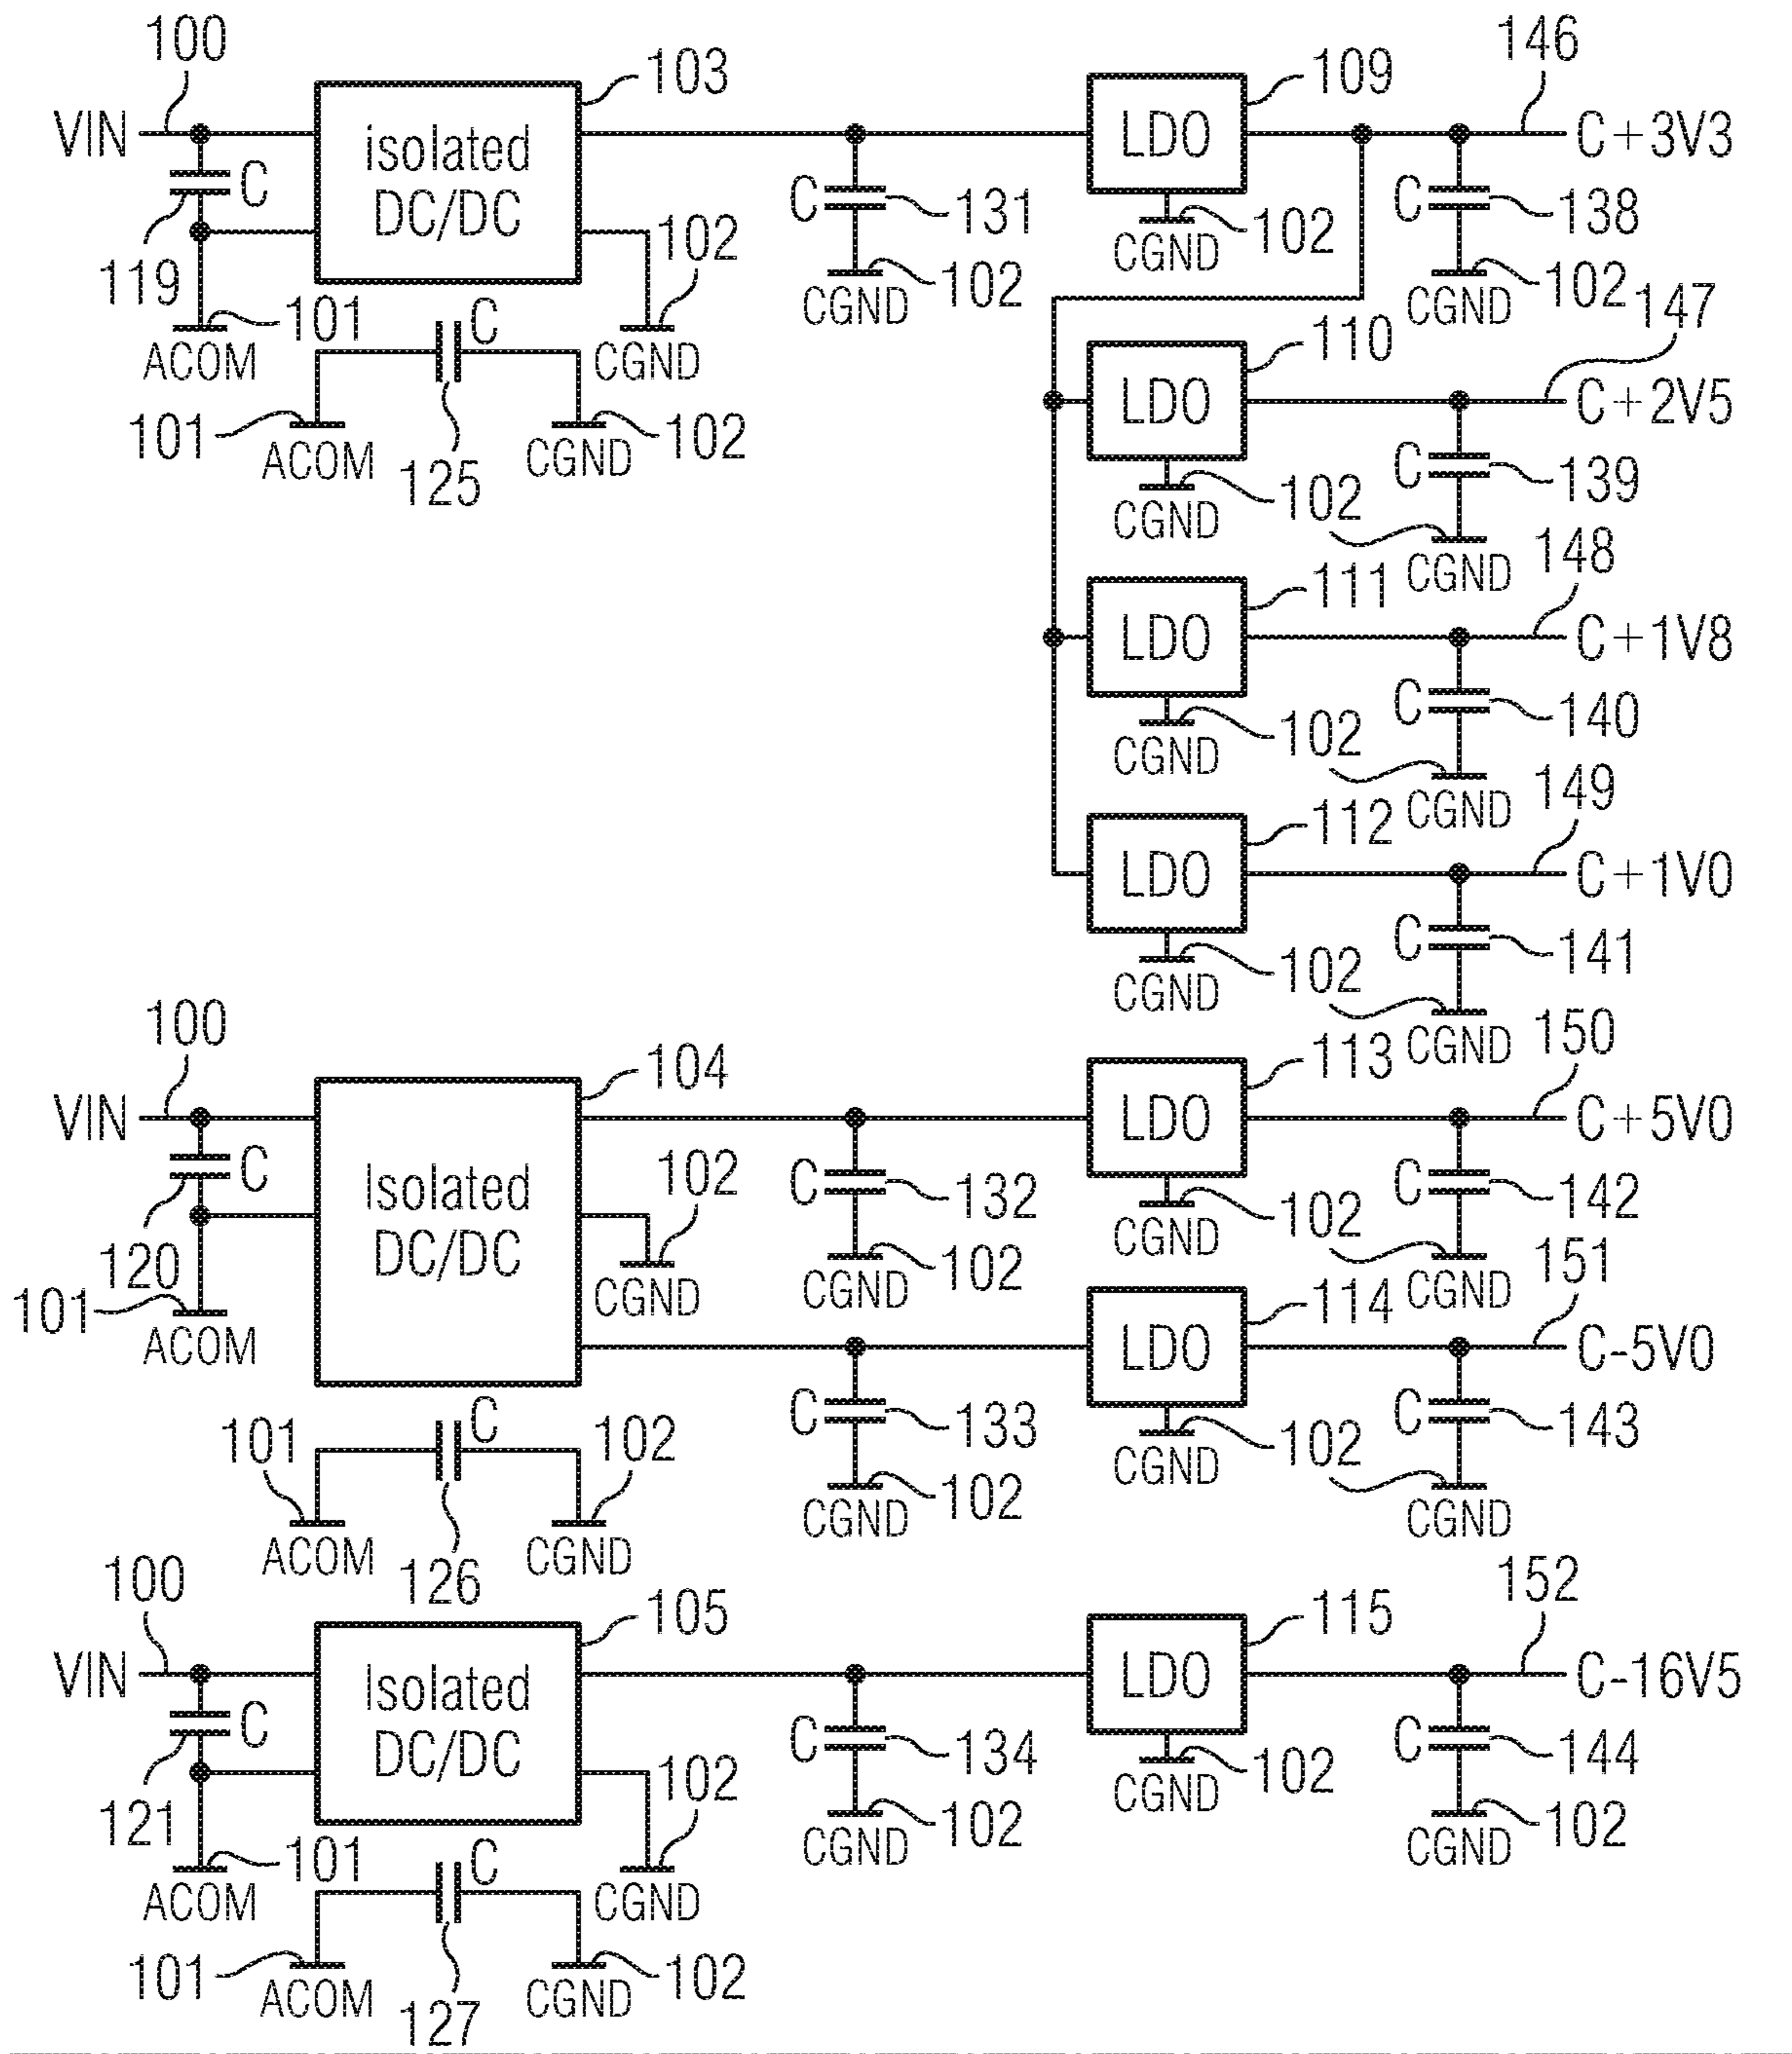 100 103 109 146
VIN isolated LDO C+3V3
C DC/DC C 131 102 C 138
119 102 CGND 102
101 C 102 CGND 102 147
ACOM CGND CGND 110
101 102 LDO C+2V5
ACOM 125 CGND C 139
102
CGND 148
111 CGND
LDO C+1V8
C 140
102
CGND 149
112 CGND
LDO C+1V0
C 141
102
100 CGND 150
104 113 CGND
VIN LDO C+5V0
C Isolated 102 C 132 C 142
DC/DC 102
120 102 CGND 151
101 CGND CGND 114 CGND
ACOM LDO C-5V0
C C 133 C 143
101 102 102
102 CGND
ACOM 126 CGND CGND CGND
100 105 115 152
VIN Isolated LDO C-16V5
C DC/DC C 134 C 144
121 102 102 102
101 C 102 CGND CGND CGND
ACOM CGND
101 102
ACOM 127 CGND